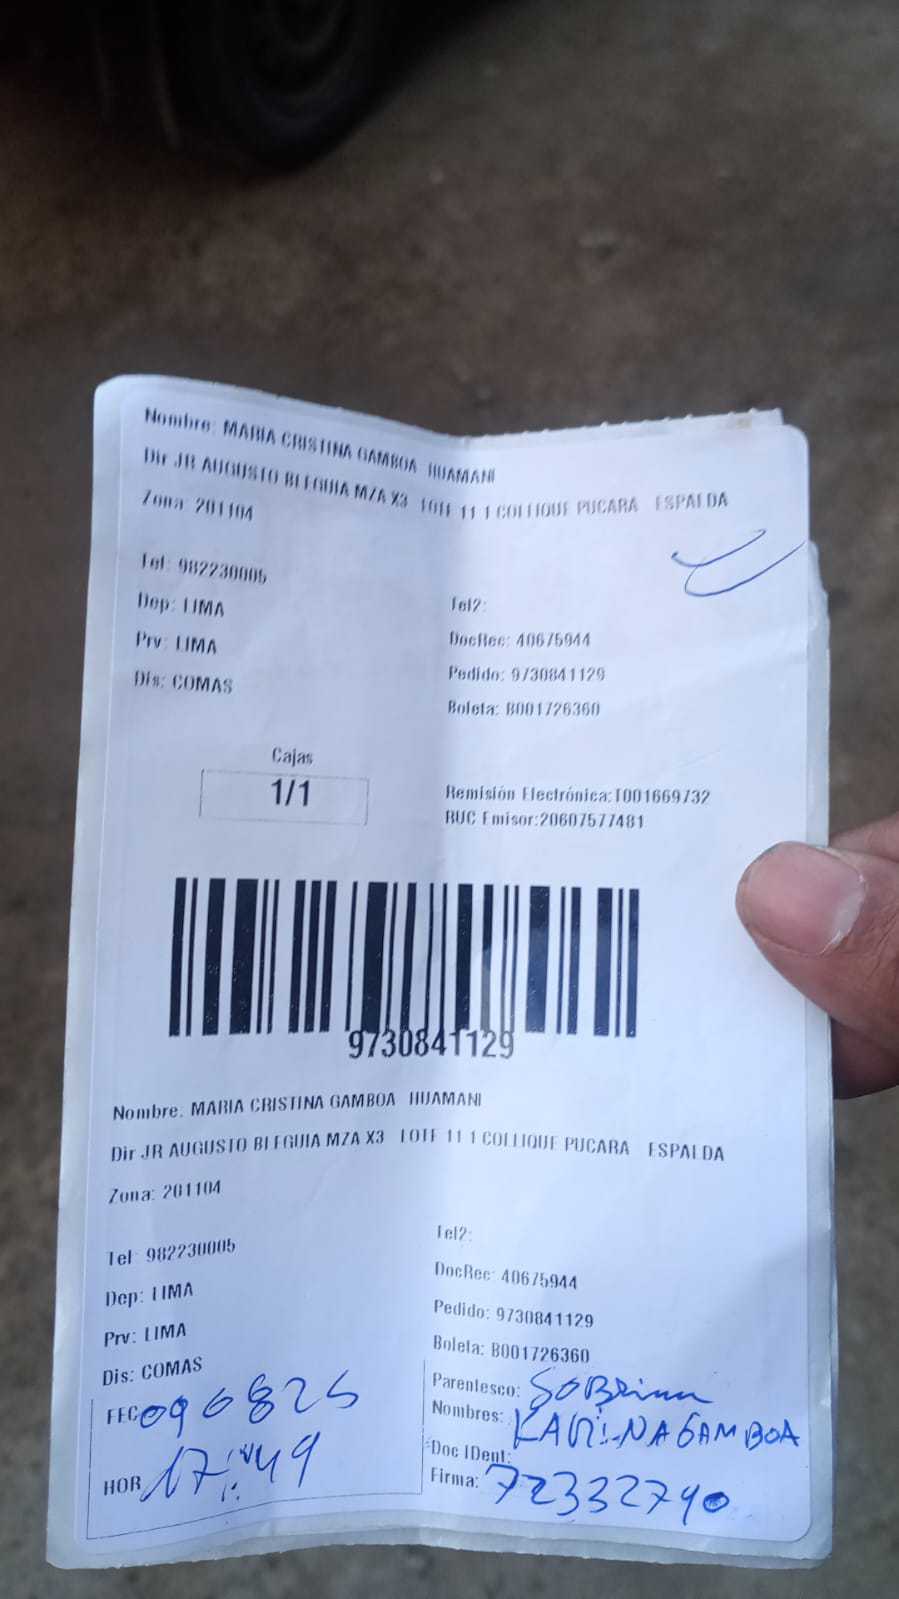 Nombre: MARIA CRISTINA GAMBOA HUAMANI
Dir JR AUGUSTO BLEGUIA MZA X3 LOTE 11 1 COLLIQUE PUCARA ESPALDA
Zona: 201104
Tel: 982230005
Tel2:
Dep: LIMA
DocRec: 40675944
Prv: LIMA
Pedido: 9730841129
Dis: COMAS
Boleta: B001726360
Cajas
1/1
Remisión Electrónica:T001669732
RUC Emisor:20607577481
9730841129
Nombre: MARIA CRISTINA GAMBOA HUAMANI
Dir JR AUGUSTO BLEGUIA MZA X3 LOTE 11 1 COLLIQUE PUCARA ESPALDA
Zona: 201104
Tel: 982230005
Tel2:
Dep: LIMA
DocRec: 40675944
Prv: LIMA
Pedido: 9730841129
Dis: COMAS
Boleta: B001726360
FEC 090825
Parentesco: SOBrina
Nombres: KARINA GAMBOA
HOR 17:49
Doc IDent:
Firma: 72332790